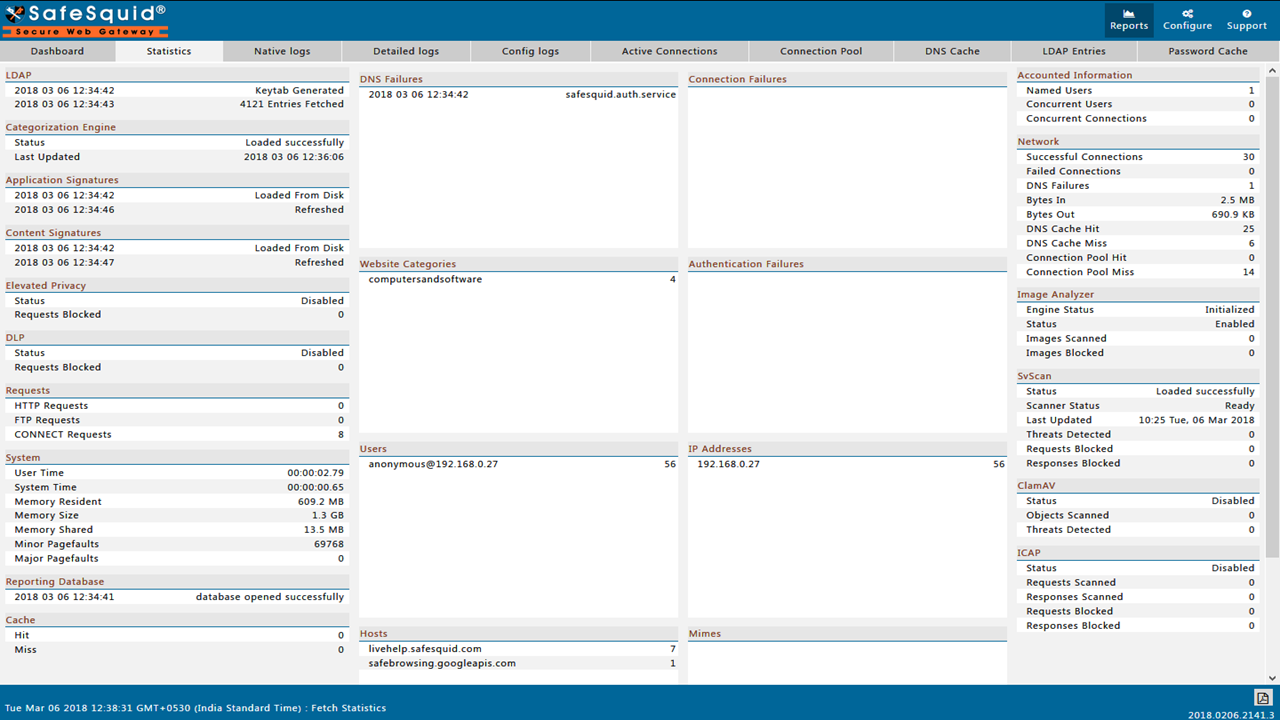 SafeSquid®
Secure Web Gateway
Reports Configure Support
Dashboard Statistics Native logs Detailed logs Config logs Active Connections Connection Pool DNS Cache LDAP Entries Password Cache
LDAP
2018 03 06 12:34:42 Keytab Generated
2018 03 06 12:34:43 4121 Entries Fetched
Categorization Engine
Status Loaded successfully
Last Updated 2018 03 06 12:36:06
Application Signatures
2018 03 06 12:34:42 Loaded From Disk
2018 03 06 12:34:46 Refreshed
Content Signatures
2018 03 06 12:34:42 Loaded From Disk
2018 03 06 12:34:47 Refreshed
Elevated Privacy
Status Disabled
Requests Blocked 0
DLP
Status Disabled
Requests Blocked 0
Requests
HTTP Requests 0
FTP Requests 0
CONNECT Requests 8
System
User Time 00:00:02.79
System Time 00:00:00.65
Memory Resident 609.2 MB
Memory Size 1.3 GB
Memory Shared 13.5 MB
Minor Pagefaults 69768
Major Pagefaults 0
Reporting Database
2018 03 06 12:34:41 database opened successfully
Cache
Hit 0
Miss 0
DNS Failures
2018 03 06 12:34:42 safesquid.auth.service
Connection Failures
Website Categories
computersandsoftware 4
Authentication Failures
Users
anonymous@192.168.0.27 56
IP Addresses
192.168.0.27 56
Hosts
livehelp.safesquid.com 7
safebrowsing.googleapis.com 1
Mimes
Accounted Information
Named Users 1
Concurrent Users 0
Concurrent Connections 0
Network
Successful Connections 30
Failed Connections 0
DNS Failures 1
Bytes In 2.5 MB
Bytes Out 690.9 KB
DNS Cache Hit 25
DNS Cache Miss 6
Connection Pool Hit 0
Connection Pool Miss 14
Image Analyzer
Engine Status Initialized
Status Enabled
Images Scanned 0
Images Blocked 0
SvScan
Status Loaded successfully
Scanner Status Ready
Last Updated 10:25 Tue, 06 Mar 2018
Threats Detected 0
Requests Blocked 0
Responses Blocked 0
ClamAV
Status Disabled
Objects Scanned 0
Threats Detected 0
ICAP
Status Disabled
Requests Scanned 0
Responses Scanned 0
Requests Blocked 0
Responses Blocked 0
Tue Mar 06 2018 12:38:31 GMT+0530 (India Standard Time) : Fetch Statistics
2018.0206.2141.3